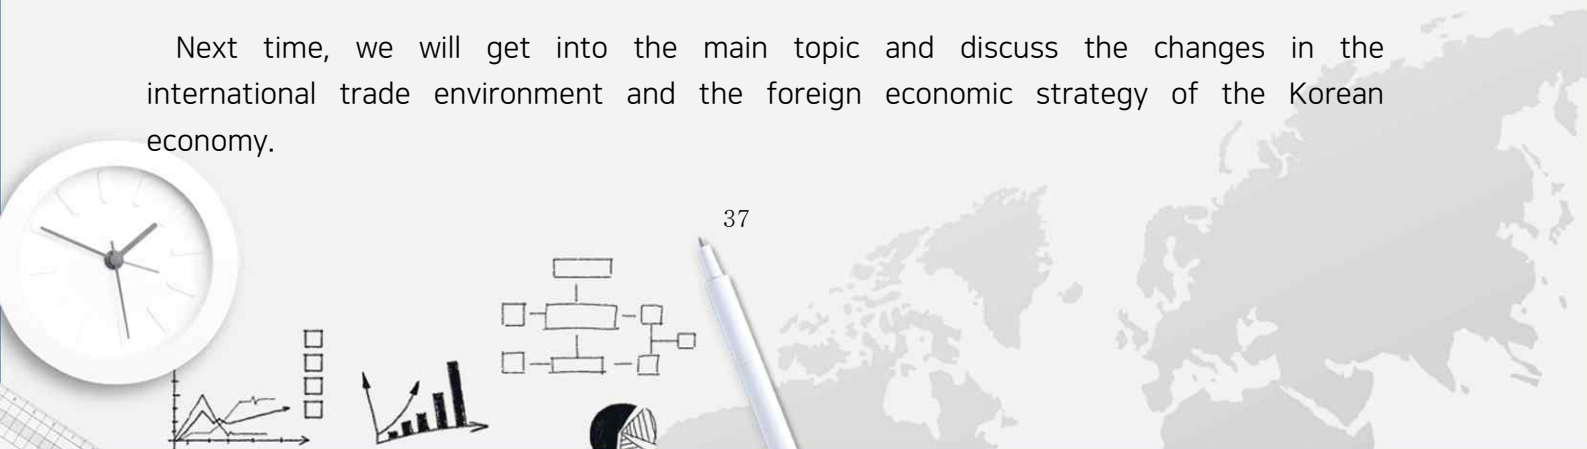 Next time, we will get into the main topic and discuss the changes in the
international trade environment and the foreign economic strategy of the Korean
economy.
37